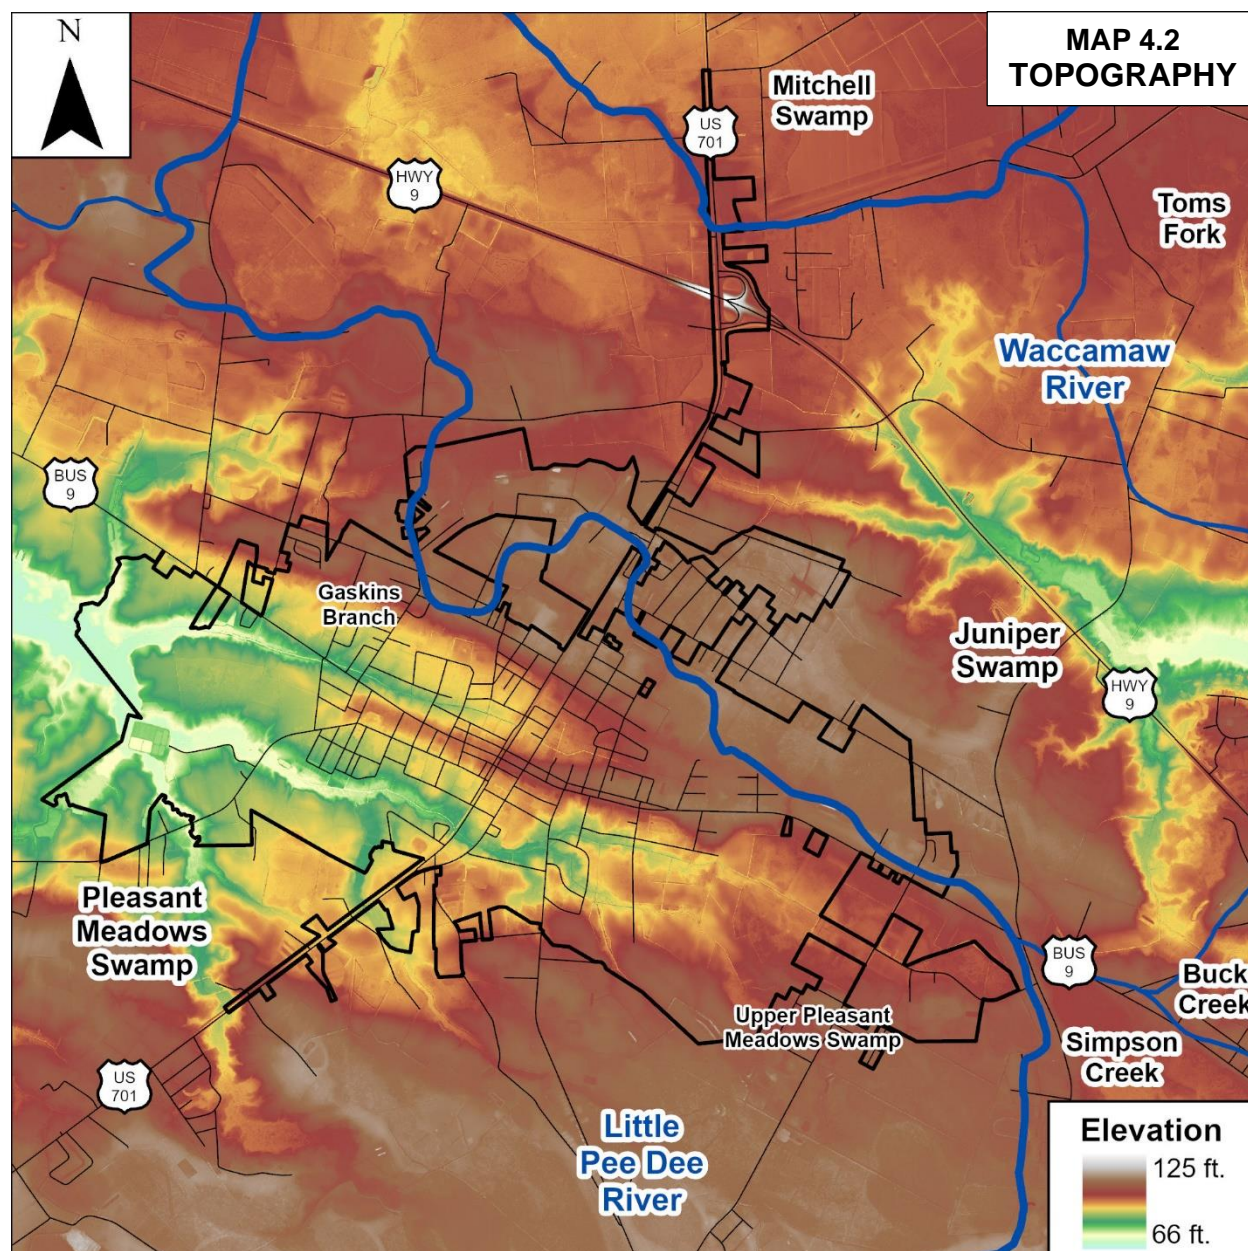 N
MAP 4.2
TOPOGRAPHY
Mitchell
Swamp
US
701
HWY
9
Toms
Fork
Waccamaw
River
BUS
9
Gaskins
Branch
Juniper
Swamp
HWY
9
Pleasant
Meadows
Swamp
BUS
9
Buck
Creek
Upper Pleasant
Meadows Swamp
Simpson
Creek
US
701
Little
Pee Dee
River
Elevation
125 ft.
66 ft.